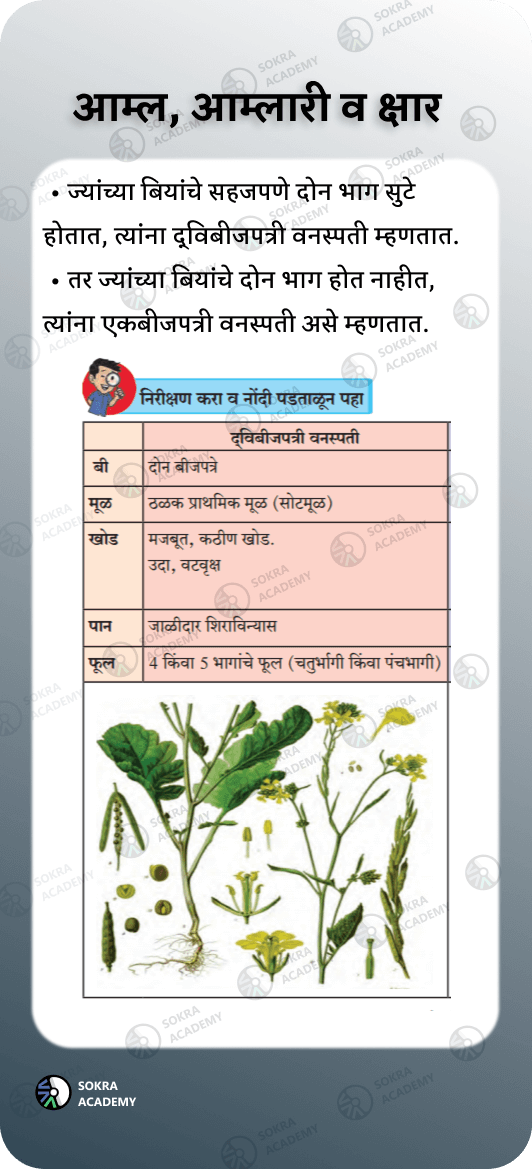 आम्ल, आम्लारी व क्षार
• ज्यांच्या बियांचे सहजपणे दोन भाग सुटे
होतात, त्यांना द्‌विबीजपत्री वनस्पती म्हणतात.
• तर ज्यांच्या बियांचे दोन भाग होत नाहीत,
त्यांना एकबीजपत्री वनस्पती असे म्हणतात.
निरीक्षण करा व नोंदी पडताळून पहा
द्‌विबीजपत्री वनस्पती
बी दोन बीजपत्रे
मूळ ठळक प्राथमिक मूळ (सोटमूळ)
खोड मजबूत, कठीण खोड.
उदा, वटवृक्ष
पान जाळीदार शिराविन्यास
फूल 4 किंवा 5 भागांचे फूल (चतुर्भागी किंवा पंचभागी)
SOKRA
ACADEMY